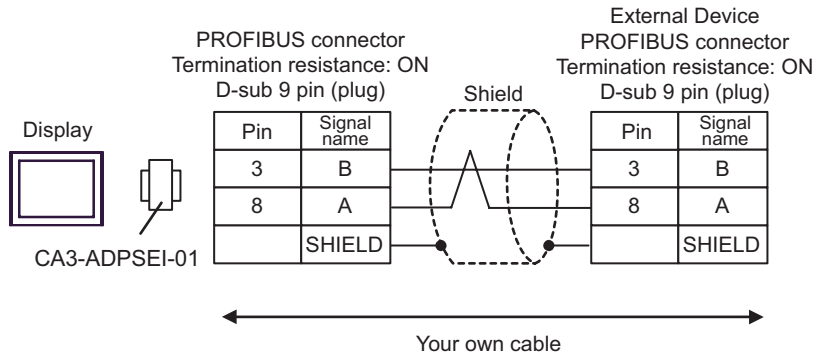 External Device
PROFIBUS connector
PROFIBUS connector
Termination resistance: ON
Termination resistance: ON
D-sub 9 pin (plug)
Shield
D-sub 9 pin (plug)
Display
Pin
Signal name
Pin
Signal name
3
B
3
B
8
A
8
A
SHIELD
SHIELD
CA3-ADPSEI-01
Your own cable